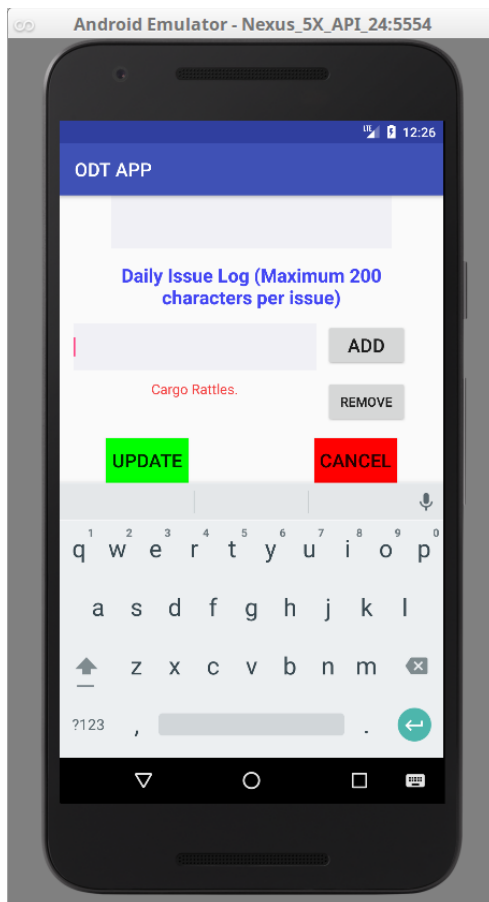 Android Emulator - Nexus_5X_API_24:5554
LTE 12:26
ODT APP
Daily Issue Log (Maximum 200
characters per issue)
ADD
Cargo Rattles.
REMOVE
UPDATE CANCEL
1 2 3 4 5 6 7 8 9 0
q w e r t y u i o p
a s d f g h j k l
z x c v b n m
?123 , .